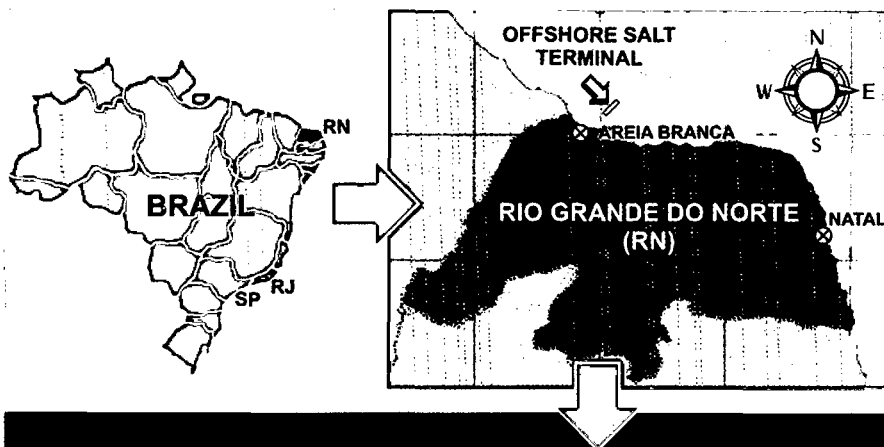 BRAZIL
RN
RJ
SP
OFFSHORE SALT
TERMINAL
N
W
E
S
AREIA BRANCA
RIO GRANDE DO NORTE
(RN)
NATAL